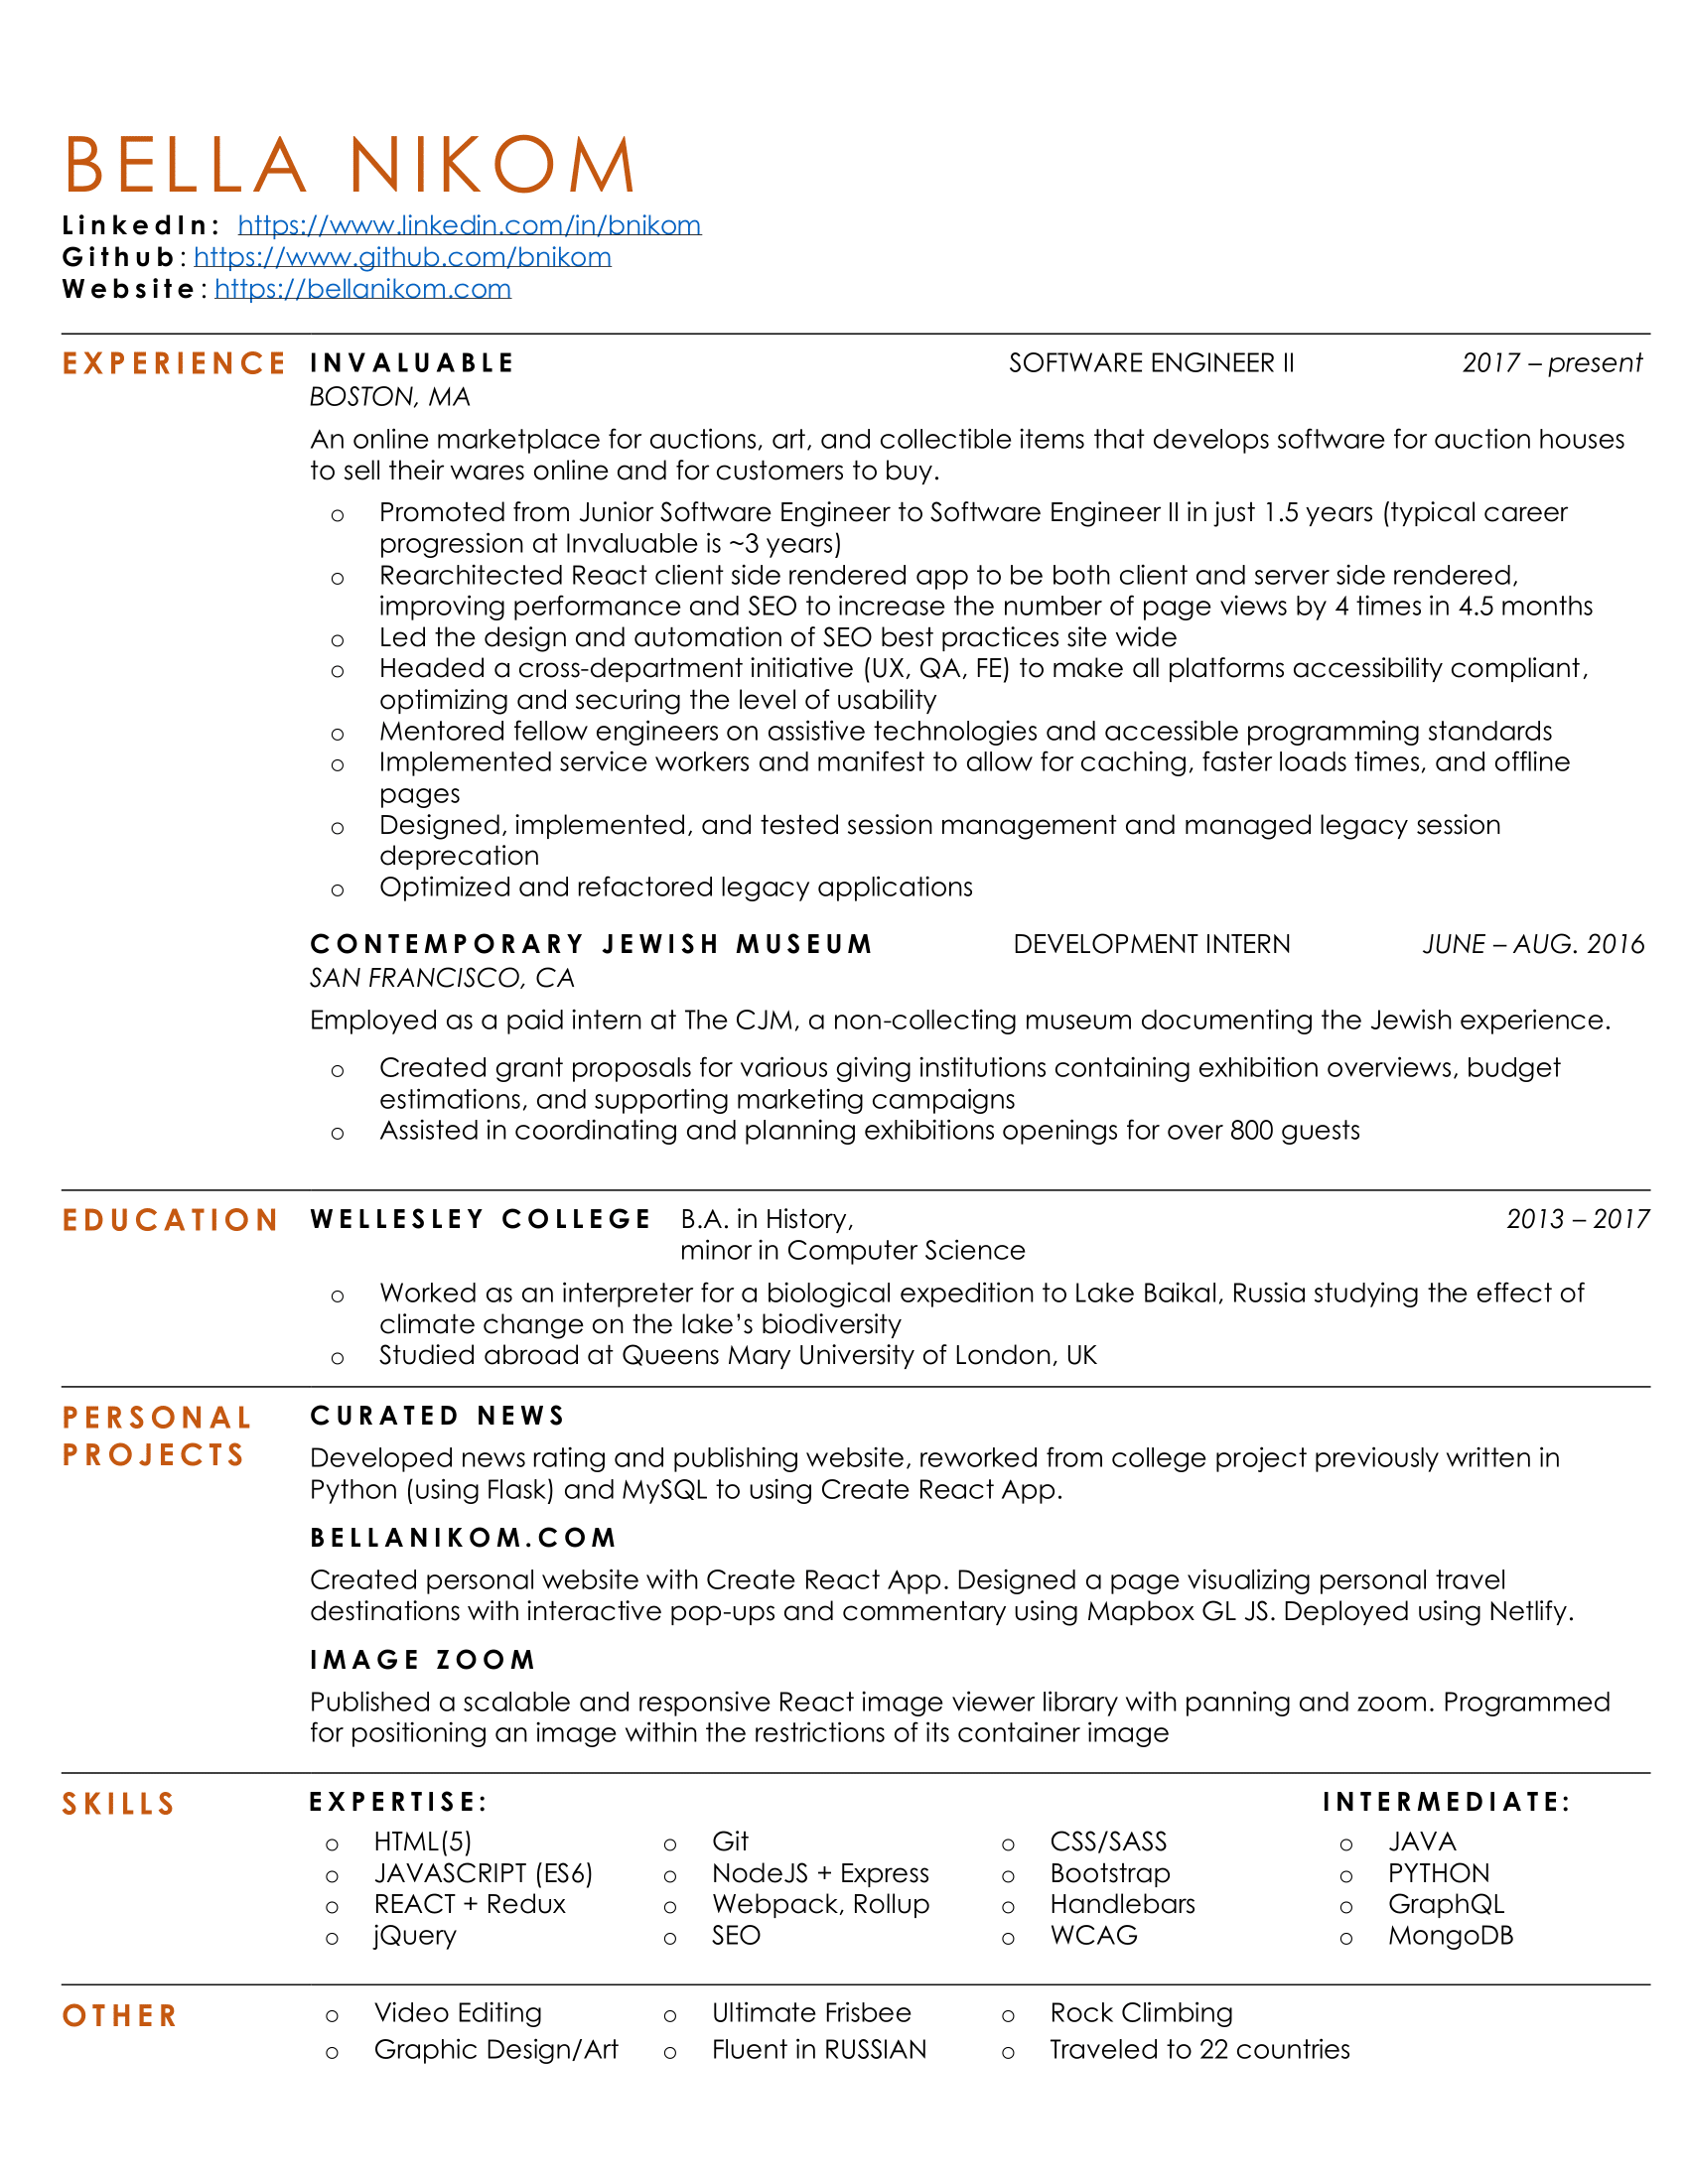 BELLA NIKOM
LinkedIn: https://www.linkedin.com/in/bnikom
Github: https://www.github.com/bnikom
Website: https://bellanikom.com
EXPERIENCE INVALUABLE SOFTWARE ENGINEER II 2017 – present
BOSTON, MA
An online marketplace for auctions, art, and collectible items that develops software for auction houses
to sell their wares online and for customers to buy.
o Promoted from Junior Software Engineer to Software Engineer II in just 1.5 years (typical career
progression at Invaluable is ~3 years)
o Rearchitected React client side rendered app to be both client and server side rendered,
improving performance and SEO to increase the number of page views by 4 times in 4.5 months
o Led the design and automation of SEO best practices site wide
o Headed a cross-department initiative (UX, QA, FE) to make all platforms accessibility compliant,
optimizing and securing the level of usability
o Mentored fellow engineers on assistive technologies and accessible programming standards
o Implemented service workers and manifest to allow for caching, faster loads times, and offline
pages
o Designed, implemented, and tested session management and managed legacy session
deprecation
o Optimized and refactored legacy applications
CONTEMPORARY JEWISH MUSEUM DEVELOPMENT INTERN JUNE – AUG. 2016
SAN FRANCISCO, CA
Employed as a paid intern at The CJM, a non-collecting museum documenting the Jewish experience.
o Created grant proposals for various giving institutions containing exhibition overviews, budget
estimations, and supporting marketing campaigns
o Assisted in coordinating and planning exhibitions openings for over 800 guests
EDUCATION WELLESLEY COLLEGE B.A. in History, 2013 – 2017
minor in Computer Science
o Worked as an interpreter for a biological expedition to Lake Baikal, Russia studying the effect of
climate change on the lake’s biodiversity
o Studied abroad at Queens Mary University of London, UK
PERSONAL PROJECTS
CURATED NEWS
Developed news rating and publishing website, reworked from college project previously written in
Python (using Flask) and MySQL to using Create React App.
BELLANIKOM.COM
Created personal website with Create React App. Designed a page visualizing personal travel
destinations with interactive pop-ups and commentary using Mapbox GL JS. Deployed using Netlify.
IMAGE ZOOM
Published a scalable and responsive React image viewer library with panning and zoom. Programmed
for positioning an image within the restrictions of its container image
SKILLS EXPERTISE: INTERMEDIATE:
o HTML(5) o Git o CSS/SASS o JAVA
o JAVASCRIPT (ES6) o NodeJS + Express o Bootstrap o PYTHON
o REACT + Redux o Webpack, Rollup o Handlebars o GraphQL
o jQuery o SEO o WCAG o MongoDB
OTHER o Video Editing o Ultimate Frisbee o Rock Climbing
o Graphic Design/Art o Fluent in RUSSIAN o Traveled to 22 countries